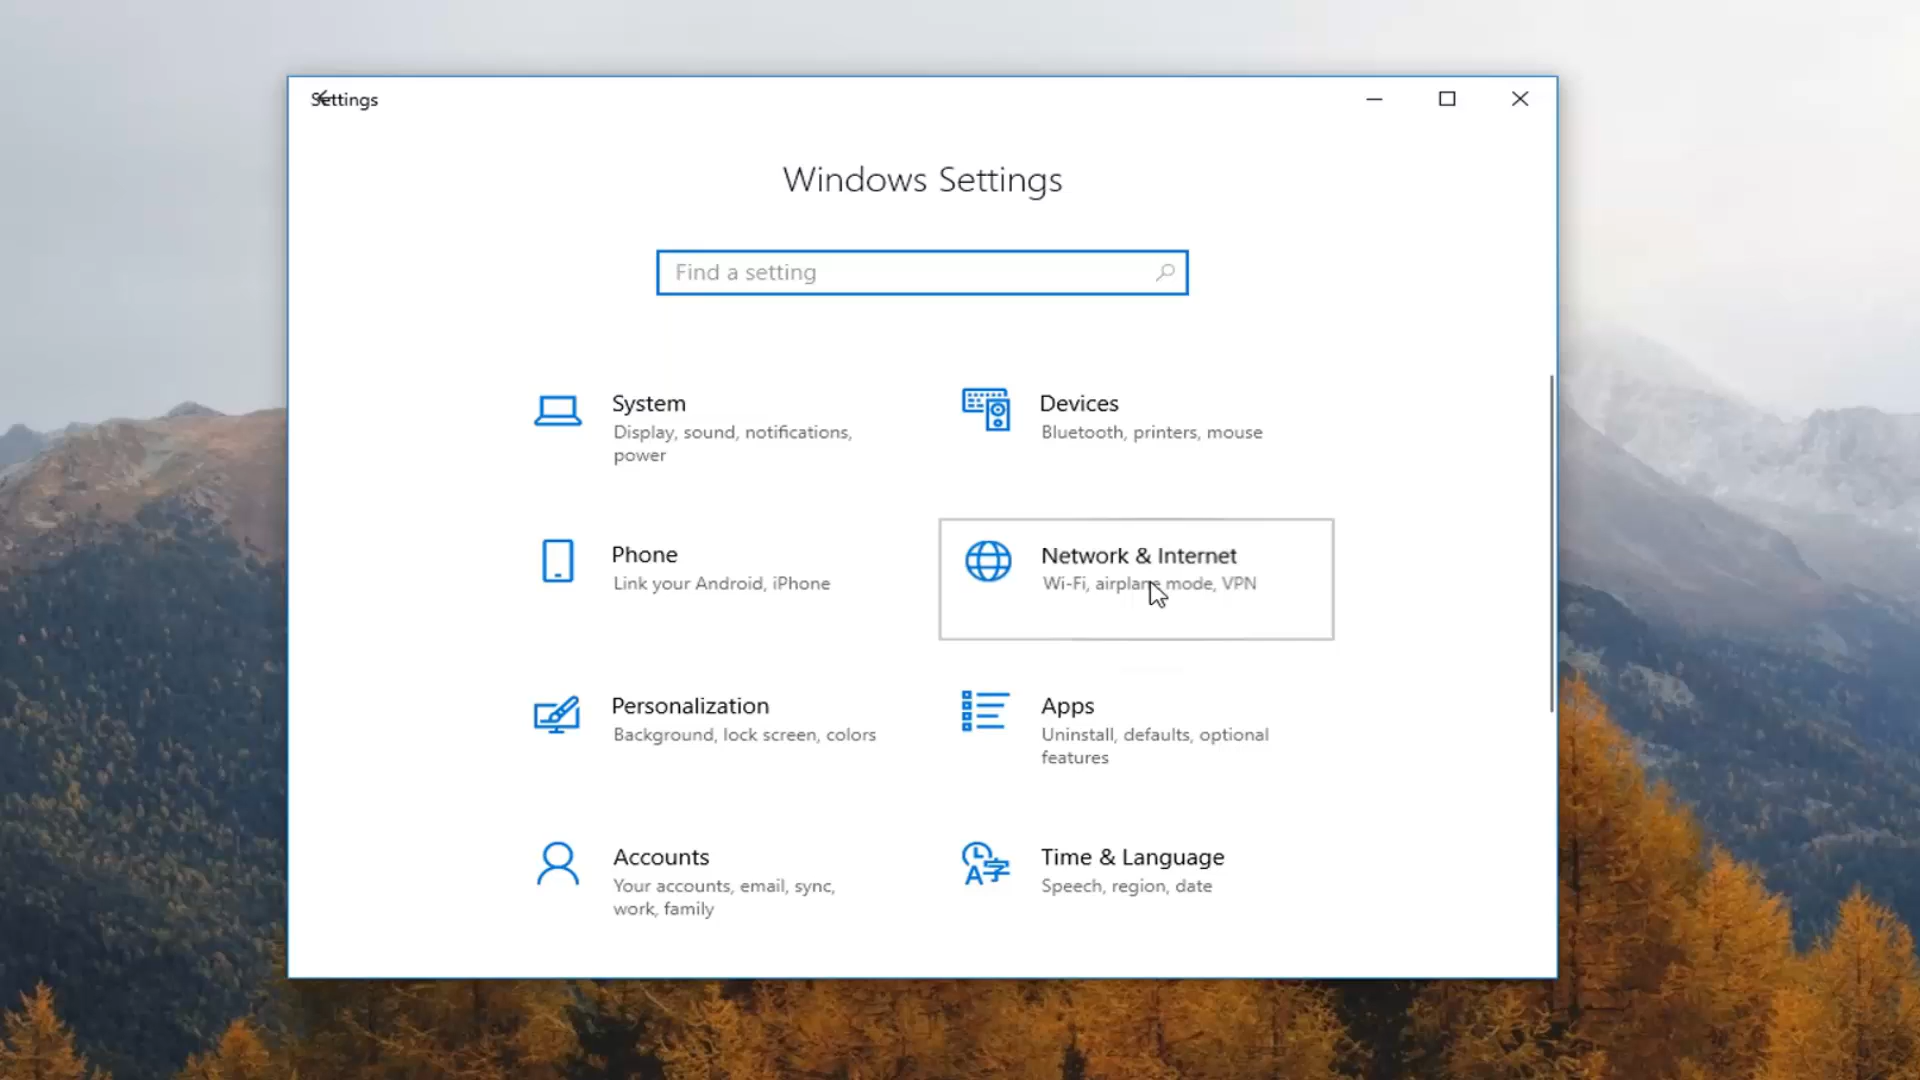 Settings
Windows Settings
Find a setting
System
Display, sound, notifications,
power
Devices
Bluetooth, printers, mouse
Phone
Link your Android, iPhone
Network & Internet
Wi-Fi, airplane mode, VPN
Personalization
Background, lock screen, colors
Apps
Uninstall, defaults, optional
features
Accounts
Your accounts, email, sync,
work, family
Time & Language
Speech, region, date